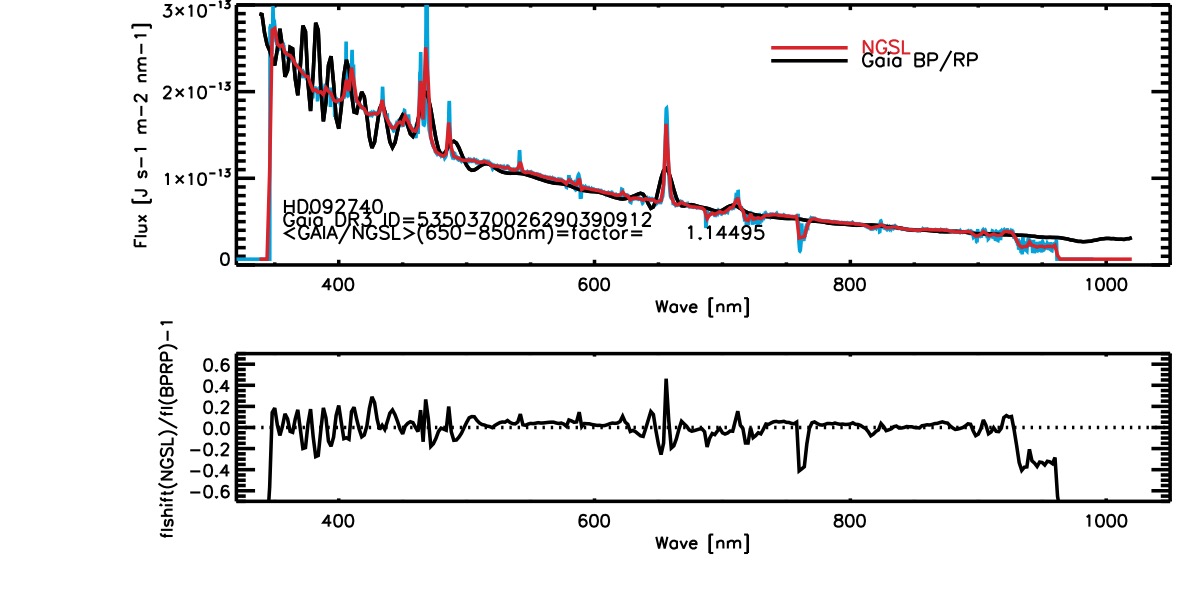 3×10⁻¹³
2×10⁻¹³
1×10⁻¹³
0
Flux [J s−1 m−2 nm−1]
NGSL
Gaia BP/RP
HD092740
Gaia DR3 ID=5350370026290390912
<GAIA/NGSL>(650−850nm)=factor= 1.14495
400 600 800 1000
Wave [nm]
flshift(NGSL)/fl(BPRP)−1
0.6
0.4
0.2
0.0
−0.2
−0.4
−0.6
400 600 800 1000
Wave [nm]